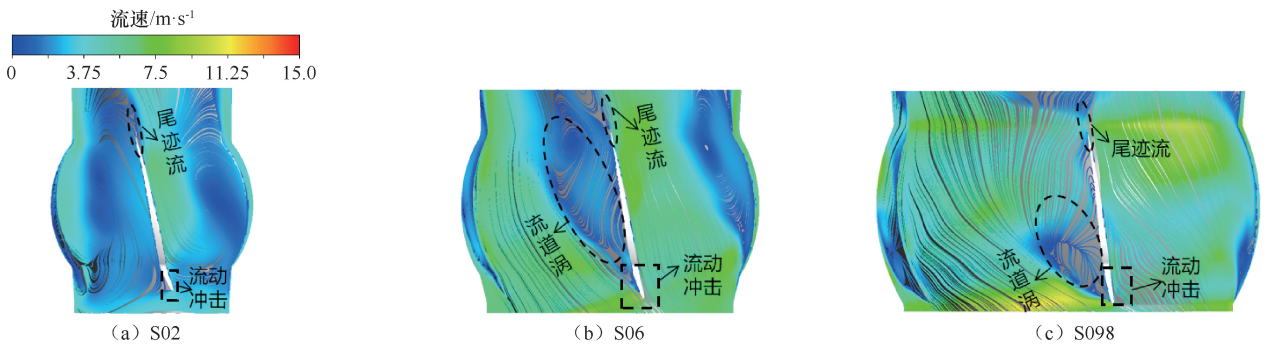 流速/m·s⁻¹
0 3.75 7.5 11.25 15.0
尾迹流
流动
冲击
(a) S02
尾迹流
流道涡
流动
冲击
(b) S06
尾迹流
流道涡
流动
冲击
(c) S098